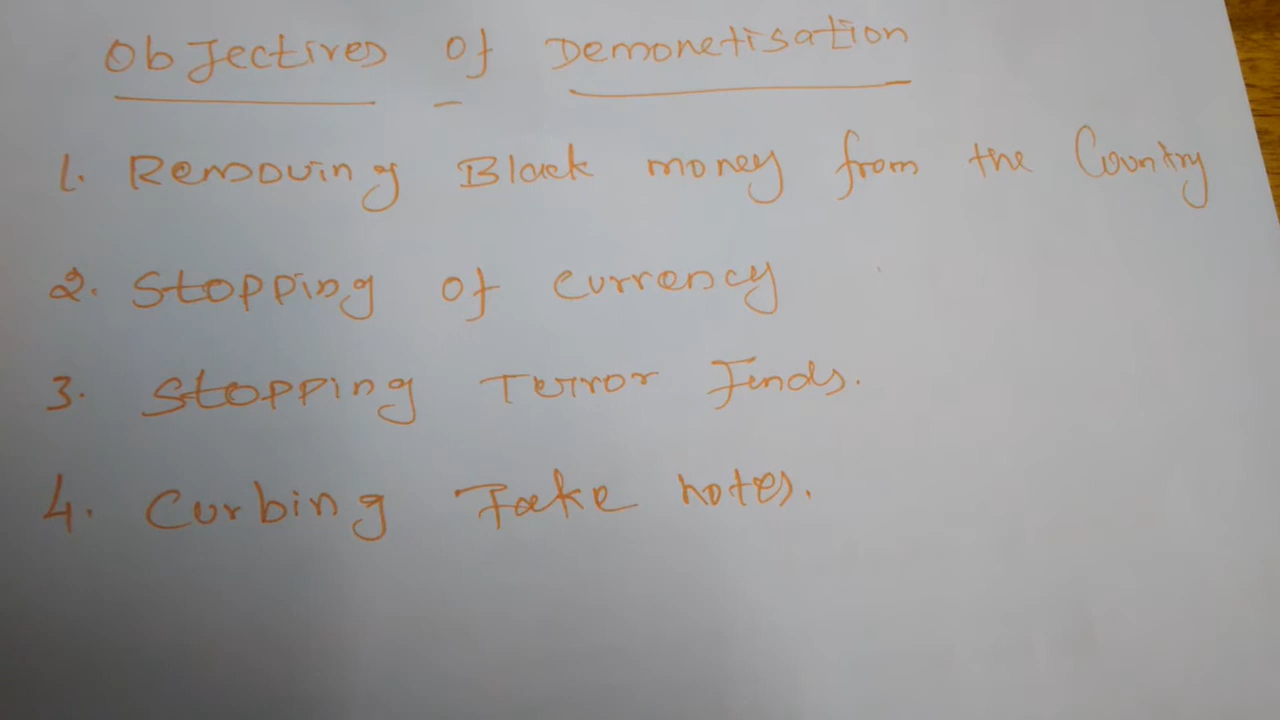 Objectives of Demonetisation
1. Removing Black money from the Country
2. Stopping of currency
3. Stopping Terror Funds.
4. Curbing Fake notes.